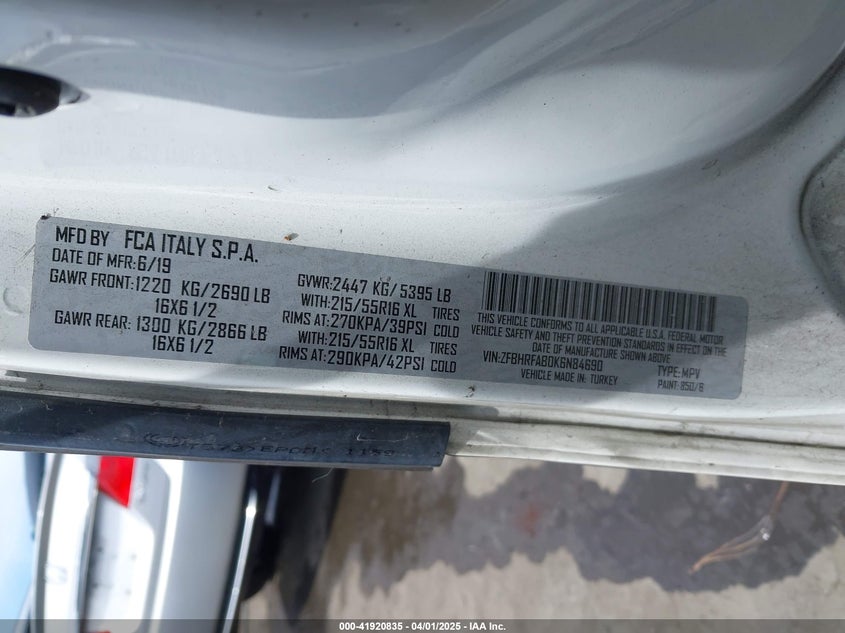 MFD BY FCA ITALY S.P.A.
DATE OF MFR: 6/19
GAWR FRONT: 1220 KG/2690 LB
16X6 1/2
GAWR REAR: 1300 KG/2866 LB
16X6 1/2
GVWR: 2447 KG/ 5395 LB
WITH: 215/55R16 XL TIRES
RIMS AT: 270KPA/39PSI COLD
WITH: 215/55R16 XL TIRES
RIMS AT: 290KPA/42PSI COLD
THIS VEHICLE CONFORMS TO ALL APPLICABLE U.S.A. FEDERAL MOTOR
VEHICLE SAFETY AND THEFT PREVENTION STANDARDS IN EFFECT ON THE
DATE OF MANUFACTURE SHOWN ABOVE.
VIN: ZFBHRFAB0K6N84690 TYPE: MPV
VEHICLE MADE IN: TURKEY PAINT: 850/B
000-41920835 - 04/01/2025 - IAA Inc.